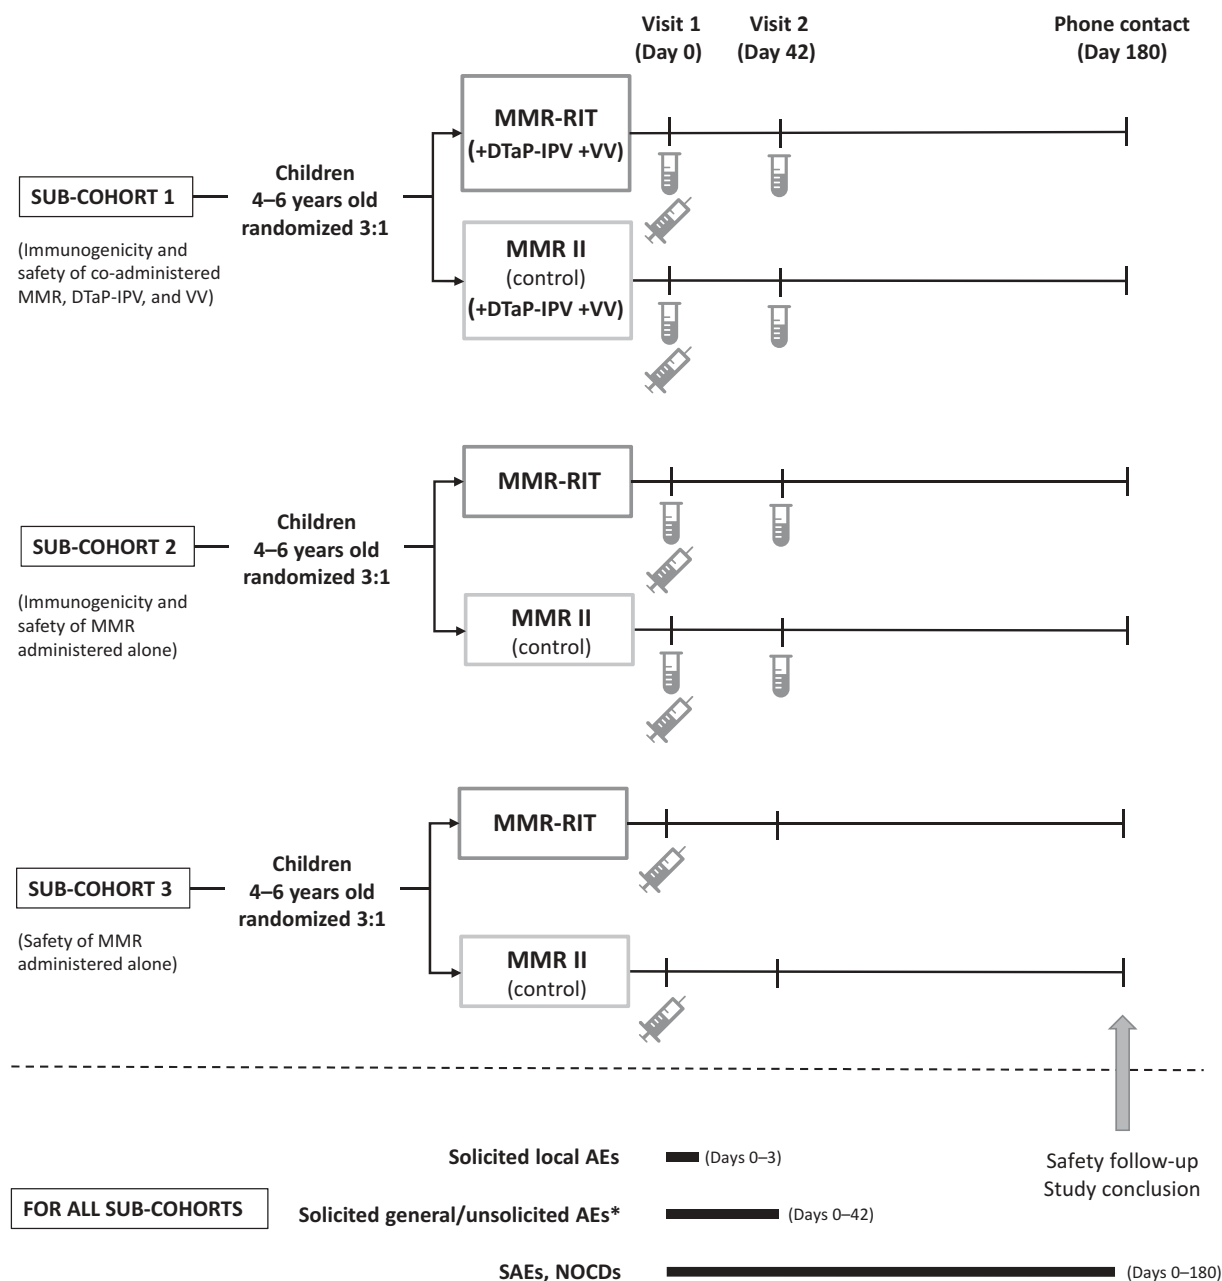 Visit 1
(Day 0)
Visit 2
(Day 42)
Phone contact
(Day 180)
SUB-COHORT 1
(Immunogenicity and
safety of co-administered
MMR, DTaP-IPV, and VV)
Children
4–6 years old
randomized 3:1
MMR-RIT
(+DTaP-IPV +VV)
MMR II
(control)
(+DTaP-IPV +VV)
SUB-COHORT 2
(Immunogenicity and
safety of MMR
administered alone)
Children
4–6 years old
randomized 3:1
MMR-RIT
MMR II
(control)
SUB-COHORT 3
(Safety of MMR
administered alone)
Children
4–6 years old
randomized 3:1
MMR-RIT
MMR II
(control)
Safety follow-up
Study conclusion
FOR ALL SUB-COHORTS
Solicited local AEs (Days 0–3)
Solicited general/unsolicited AEs* (Days 0–42)
SAEs, NOCDs (Days 0–180)